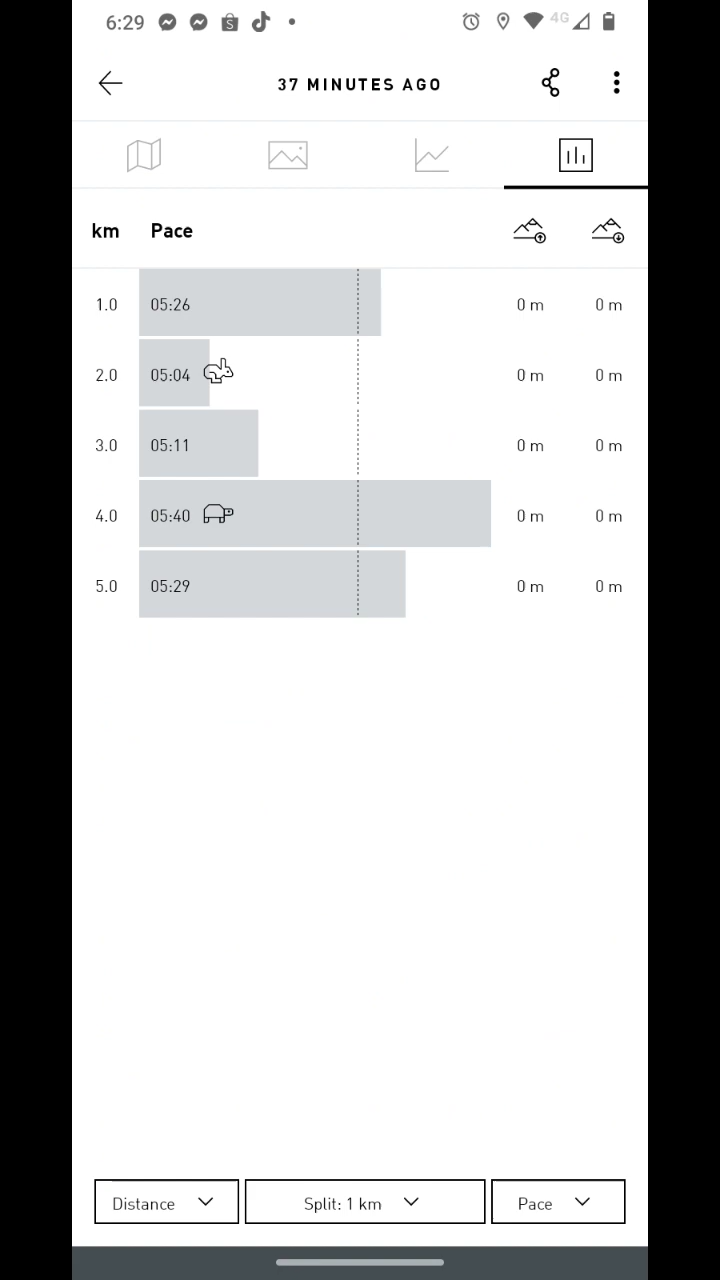 6:29 4G
37 MINUTES AGO
km Pace
1.0 05:26 0 m 0 m
2.0 05:04 0 m 0 m
3.0 05:11 0 m 0 m
4.0 05:40 0 m 0 m
5.0 05:29 0 m 0 m
Distance Split: 1 km Pace